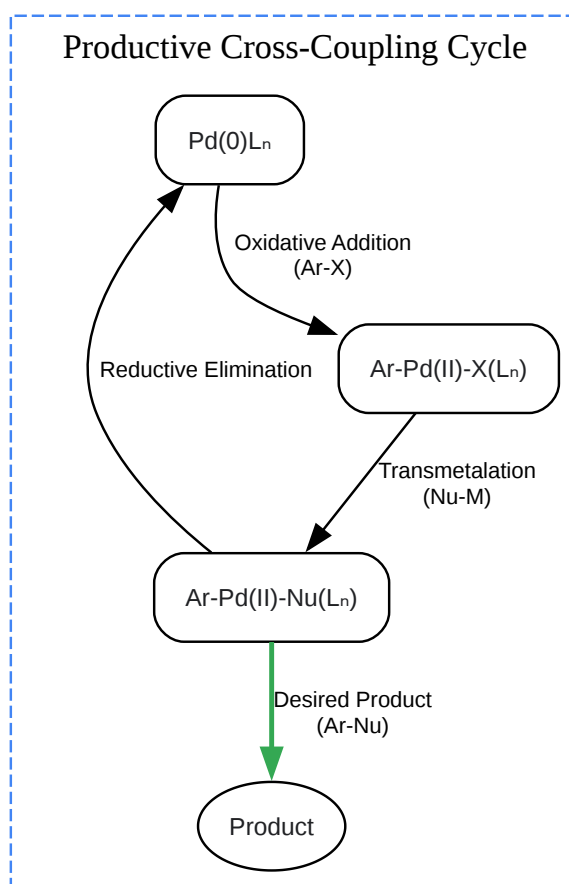 Productive Cross-Coupling Cycle
Pd(0)Lₙ
Oxidative Addition
(Ar-X)
Reductive Elimination
Ar-Pd(II)-X(Lₙ)
Transmetalation
(Nu-M)
Ar-Pd(II)-Nu(Lₙ)
Desired Product
(Ar-Nu)
Product